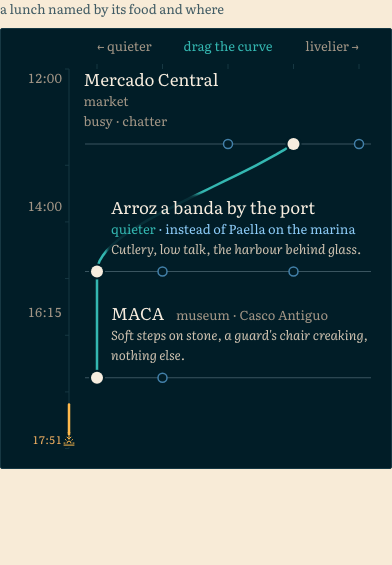 a lunch named by its food and where
← quieter drag the curve livelier →
12:00 Mercado Central
market
busy · chatter
14:00 Arroz a banda by the port
quieter · instead of Paella on the marina
Cutlery, low talk, the harbour behind glass.
16:15 MACA museum · Casco Antiguo
Soft steps on stone, a guard's chair creaking,
nothing else.
17:51